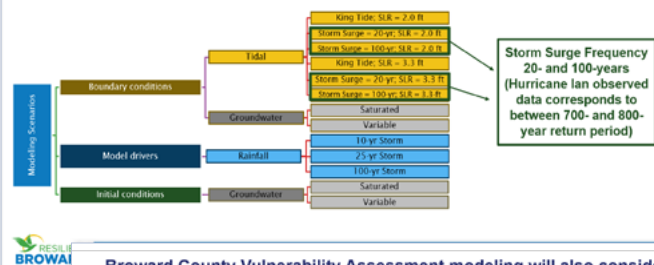 King Tide; SLR = 2.0 ft
Storm Surge = 20-yr; SLR = 2.0 ft
Storm Surge = 100-yr; SLR = 2.0 ft
Tidal
King Tide; SLR = 3.3 ft
Storm Surge = 20-yr; SLR = 3.3 ft
Storm Surge = 100-yr; SLR = 3.3 ft
Boundary conditions
Groundwater
Saturated
Variable
Modeling Scenarios
Model drivers
Rainfall
10-yr Storm
25-yr Storm
100-yr Storm
Initial conditions
Groundwater
Saturated
Variable
Storm Surge Frequency
20- and 100-years
(Hurricane Ian observed
data corresponds to
between 700- and 800-
year return period)
RESILI
BROWA
Broward County Vulnerability Assessment modeling will also conside